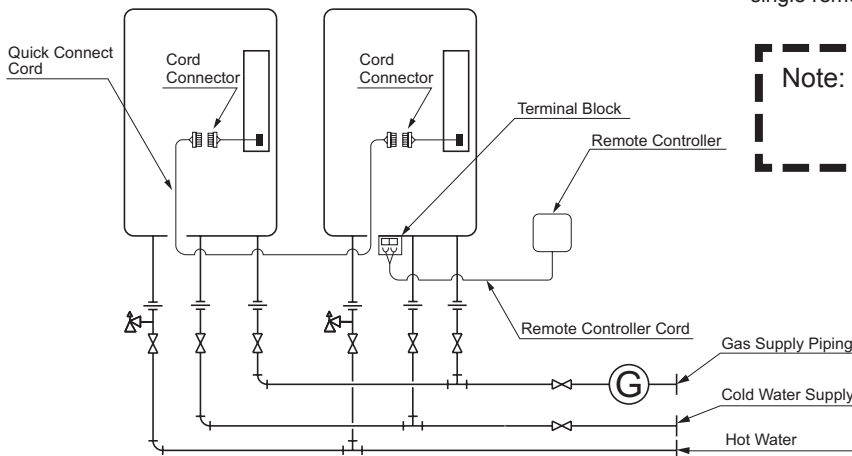 Quick Connect
Cord
Cord
Connector
Cord
Connector
Terminal Block
Remote Controller
Note:
Remote Controller Cord
Gas Supply Piping
G
Cold Water Supply
Hot Water